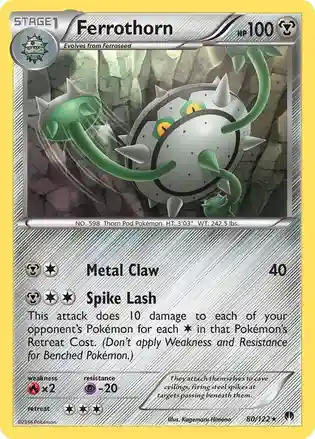 STAGE 1 Ferrothorn HP 100
Evolves from Ferroseed
NO. 598 Thorn Pod Pokémon. HT: 3'03" WT: 242.5 lbs.
Metal Claw 40
Spike Lash
This attack does 10 damage to each of your
opponent's Pokémon for each in that Pokémon's
Retreat Cost. (Don't apply Weakness and Resistance
for Benched Pokémon.)
weakness resistance
×2 -20
retreat
They attach themselves to cave
ceilings, firing steel spikes at
targets passing beneath them.
Illus. Kagemaru Himeno 80/122 ★
©2016 Pokémon